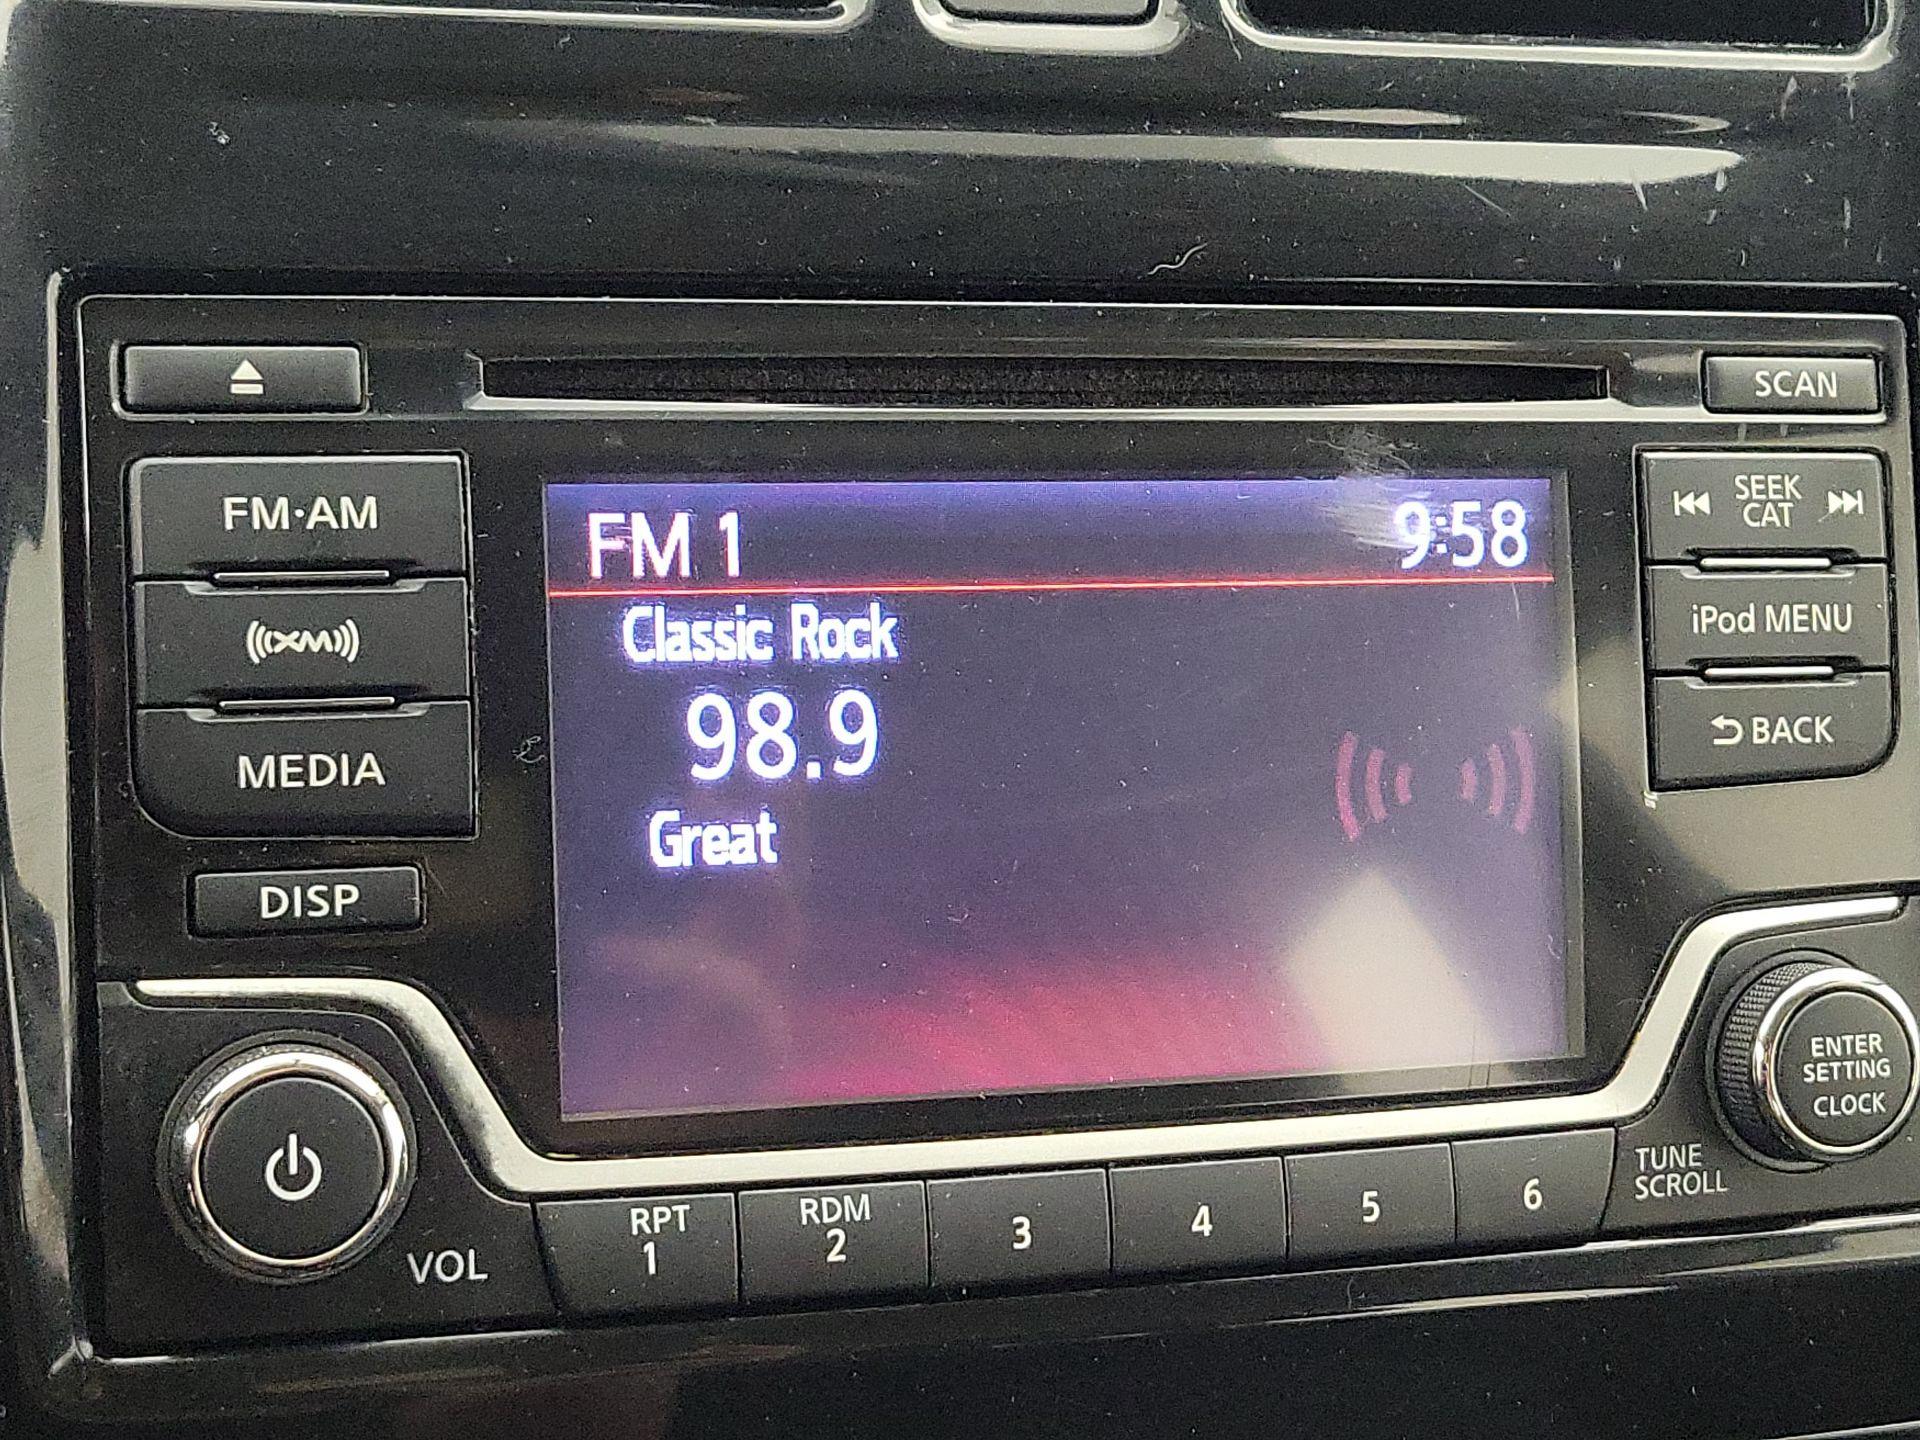 SCAN
FM·AM
SEEK
CAT
FM 1
9:58
Classic Rock
XM
iPod MENU
98.9
BACK
MEDIA
Great
DISP
ENTER
SETTING
CLOCK
TUNE
SCROLL
VOL
RPT
1
RDM
2
3
4
5
6